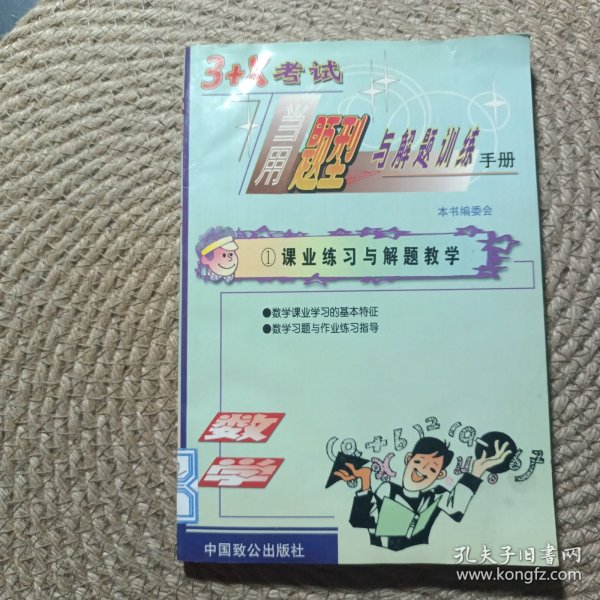 3+X考试
当用题型与解题训练手册
本书编委会
①课业练习与解题教学
●数学课业学习的基本特征
●数学习题与作业练习指导
数学
中国致公出版社
孔夫子旧书网
www.kongfz.com